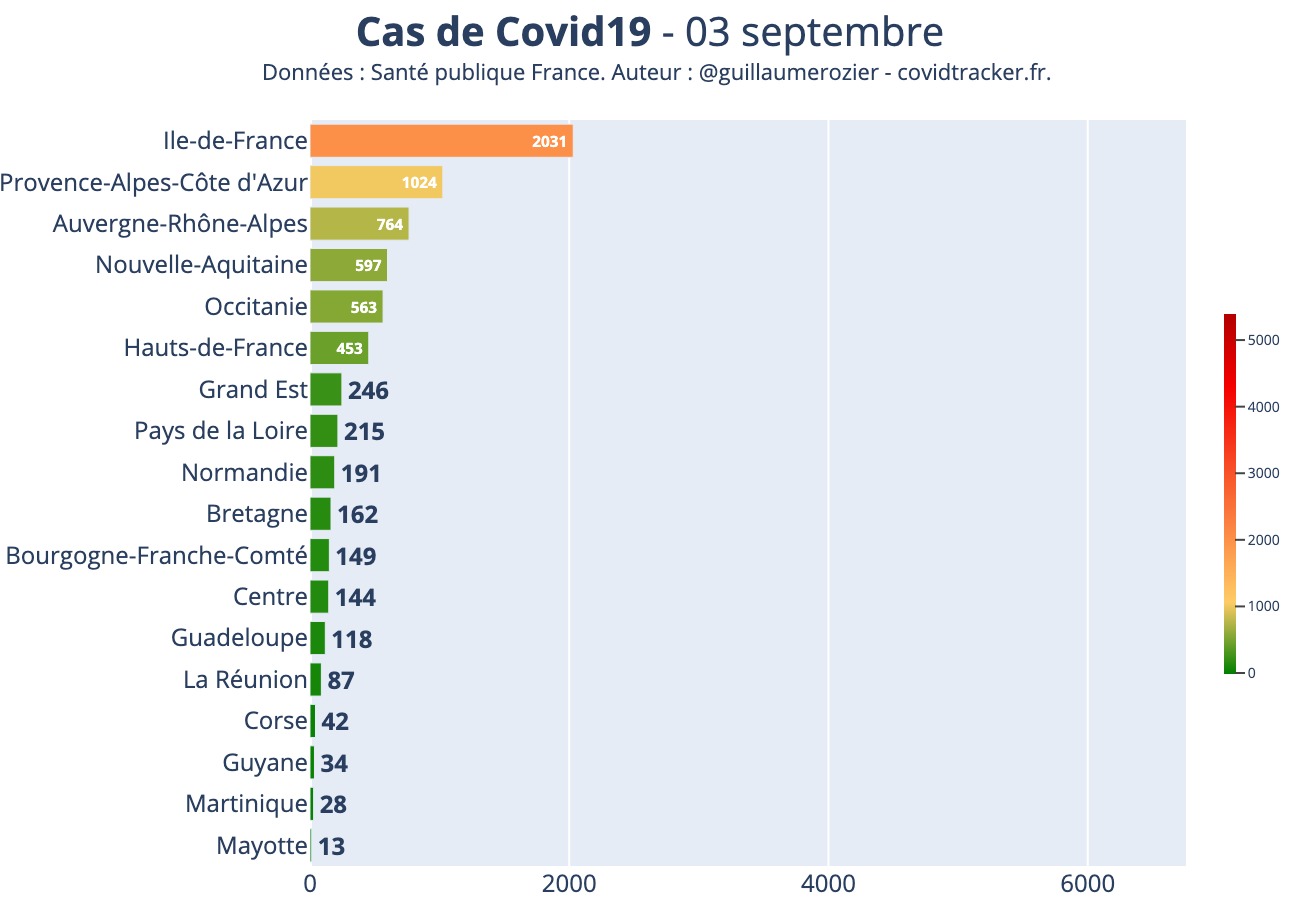 Cas de Covid19 - 03 septembre
Données : Santé publique France. Auteur : @guillaumerozier - covidtracker.fr.
Ile-de-France 2031
Provence-Alpes-Côte d'Azur 1024
Auvergne-Rhône-Alpes 764
Nouvelle-Aquitaine 597
Occitanie 563
Hauts-de-France 453
Grand Est 246
Pays de la Loire 215
Normandie 191
Bretagne 162
Bourgogne-Franche-Comté 149
Centre 144
Guadeloupe 118
La Réunion 87
Corse 42
Guyane 34
Martinique 28
Mayotte 13
0 2000 4000 6000
5000
4000
3000
2000
1000
0